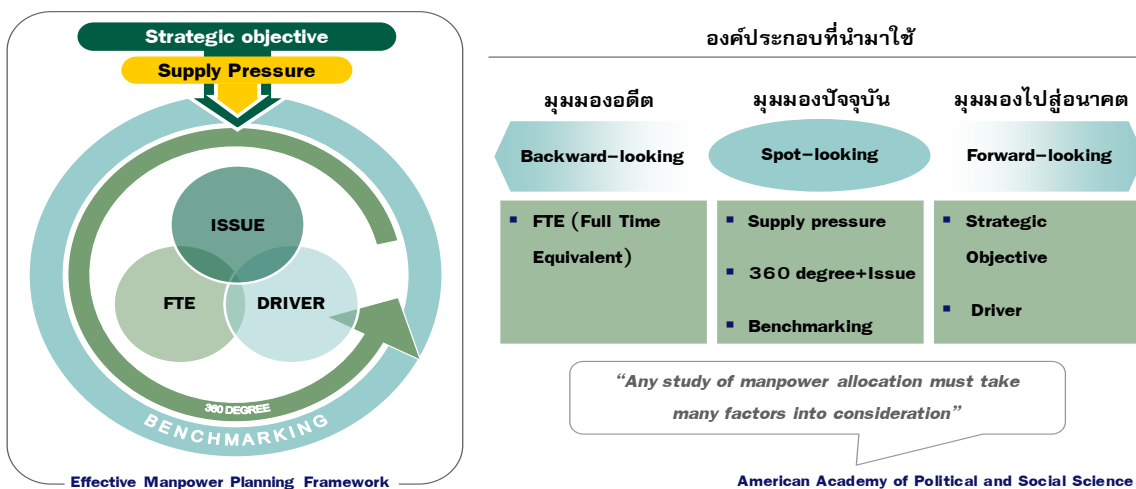 Strategic objective
Supply Pressure
ISSUE
FTE
DRIVER
360 DEGREE
BENCHMARKING
Effective Manpower Planning Framework
องค์ประกอบที่นำมาใช้
มุมมองอดีต
มุมมองปัจจุบัน
มุมมองไปสู่อนาคต
Backward-looking
Spot-looking
Forward-looking
▪ FTE (Full Time
Equivalent)
▪ Supply pressure
▪ 360 degree+Issue
▪ Benchmarking
▪ Strategic
Objective
▪ Driver
“Any study of manpower allocation must take
many factors into consideration”
American Academy of Political and Social Science